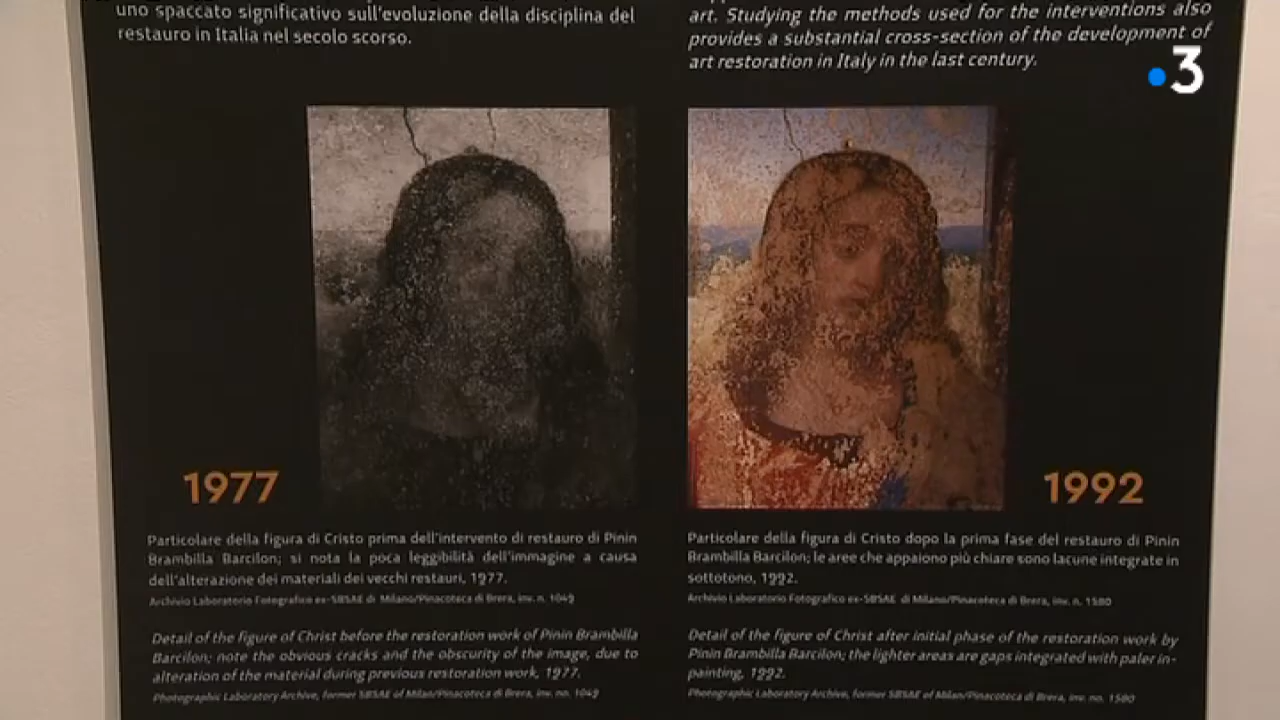 uno spaccato significativo sull'evoluzione della disciplina del
restauro in Italia nel secolo scorso.
art. Studying the methods used for the interventions also
provides a substantial cross-section of the development of
art restoration in Italy in the last century.
3
1977
Particolare della figura di Cristo prima dell'intervento di restauro di Pinin
Brambilla Barcilon; si nota la poca leggibilità dell'immagine a causa
dell'alterazione dei materiali dei vecchi restauri, 1977.
Archivio Laboratorio Fotografico ex-SBSAE di Milano/Pinacoteca di Brera, inv. n. 1049
Detail of the figure of Christ before the restoration work of Pinin Brambilla
Barcilon; note the obvious cracks and the obscurity of the image, due to
alteration of the material during previous restoration work, 1977.
Photographic Laboratory Archive, former SBSAE of Milan/Pinacoteca di Brera, inv. no. 1049
1992
Particolare della figura di Cristo dopo la prima fase del restauro di Pinin
Brambilla Barcilon; le aree che appaiono più chiare sono lacune integrate in
sottotono, 1992.
Archivio Laboratorio Fotografico ex-SBSAE di Milano/Pinacoteca di Brera, inv. n. 1580
Detail of the figure of Christ after initial phase of the restoration work by
Pinin Brambilla Barcilon; the lighter areas are gaps integrated with paler in-
painting, 1992.
Photographic Laboratory Archive, former SBSAE of Milan/Pinacoteca di Brera, inv. no. 1580